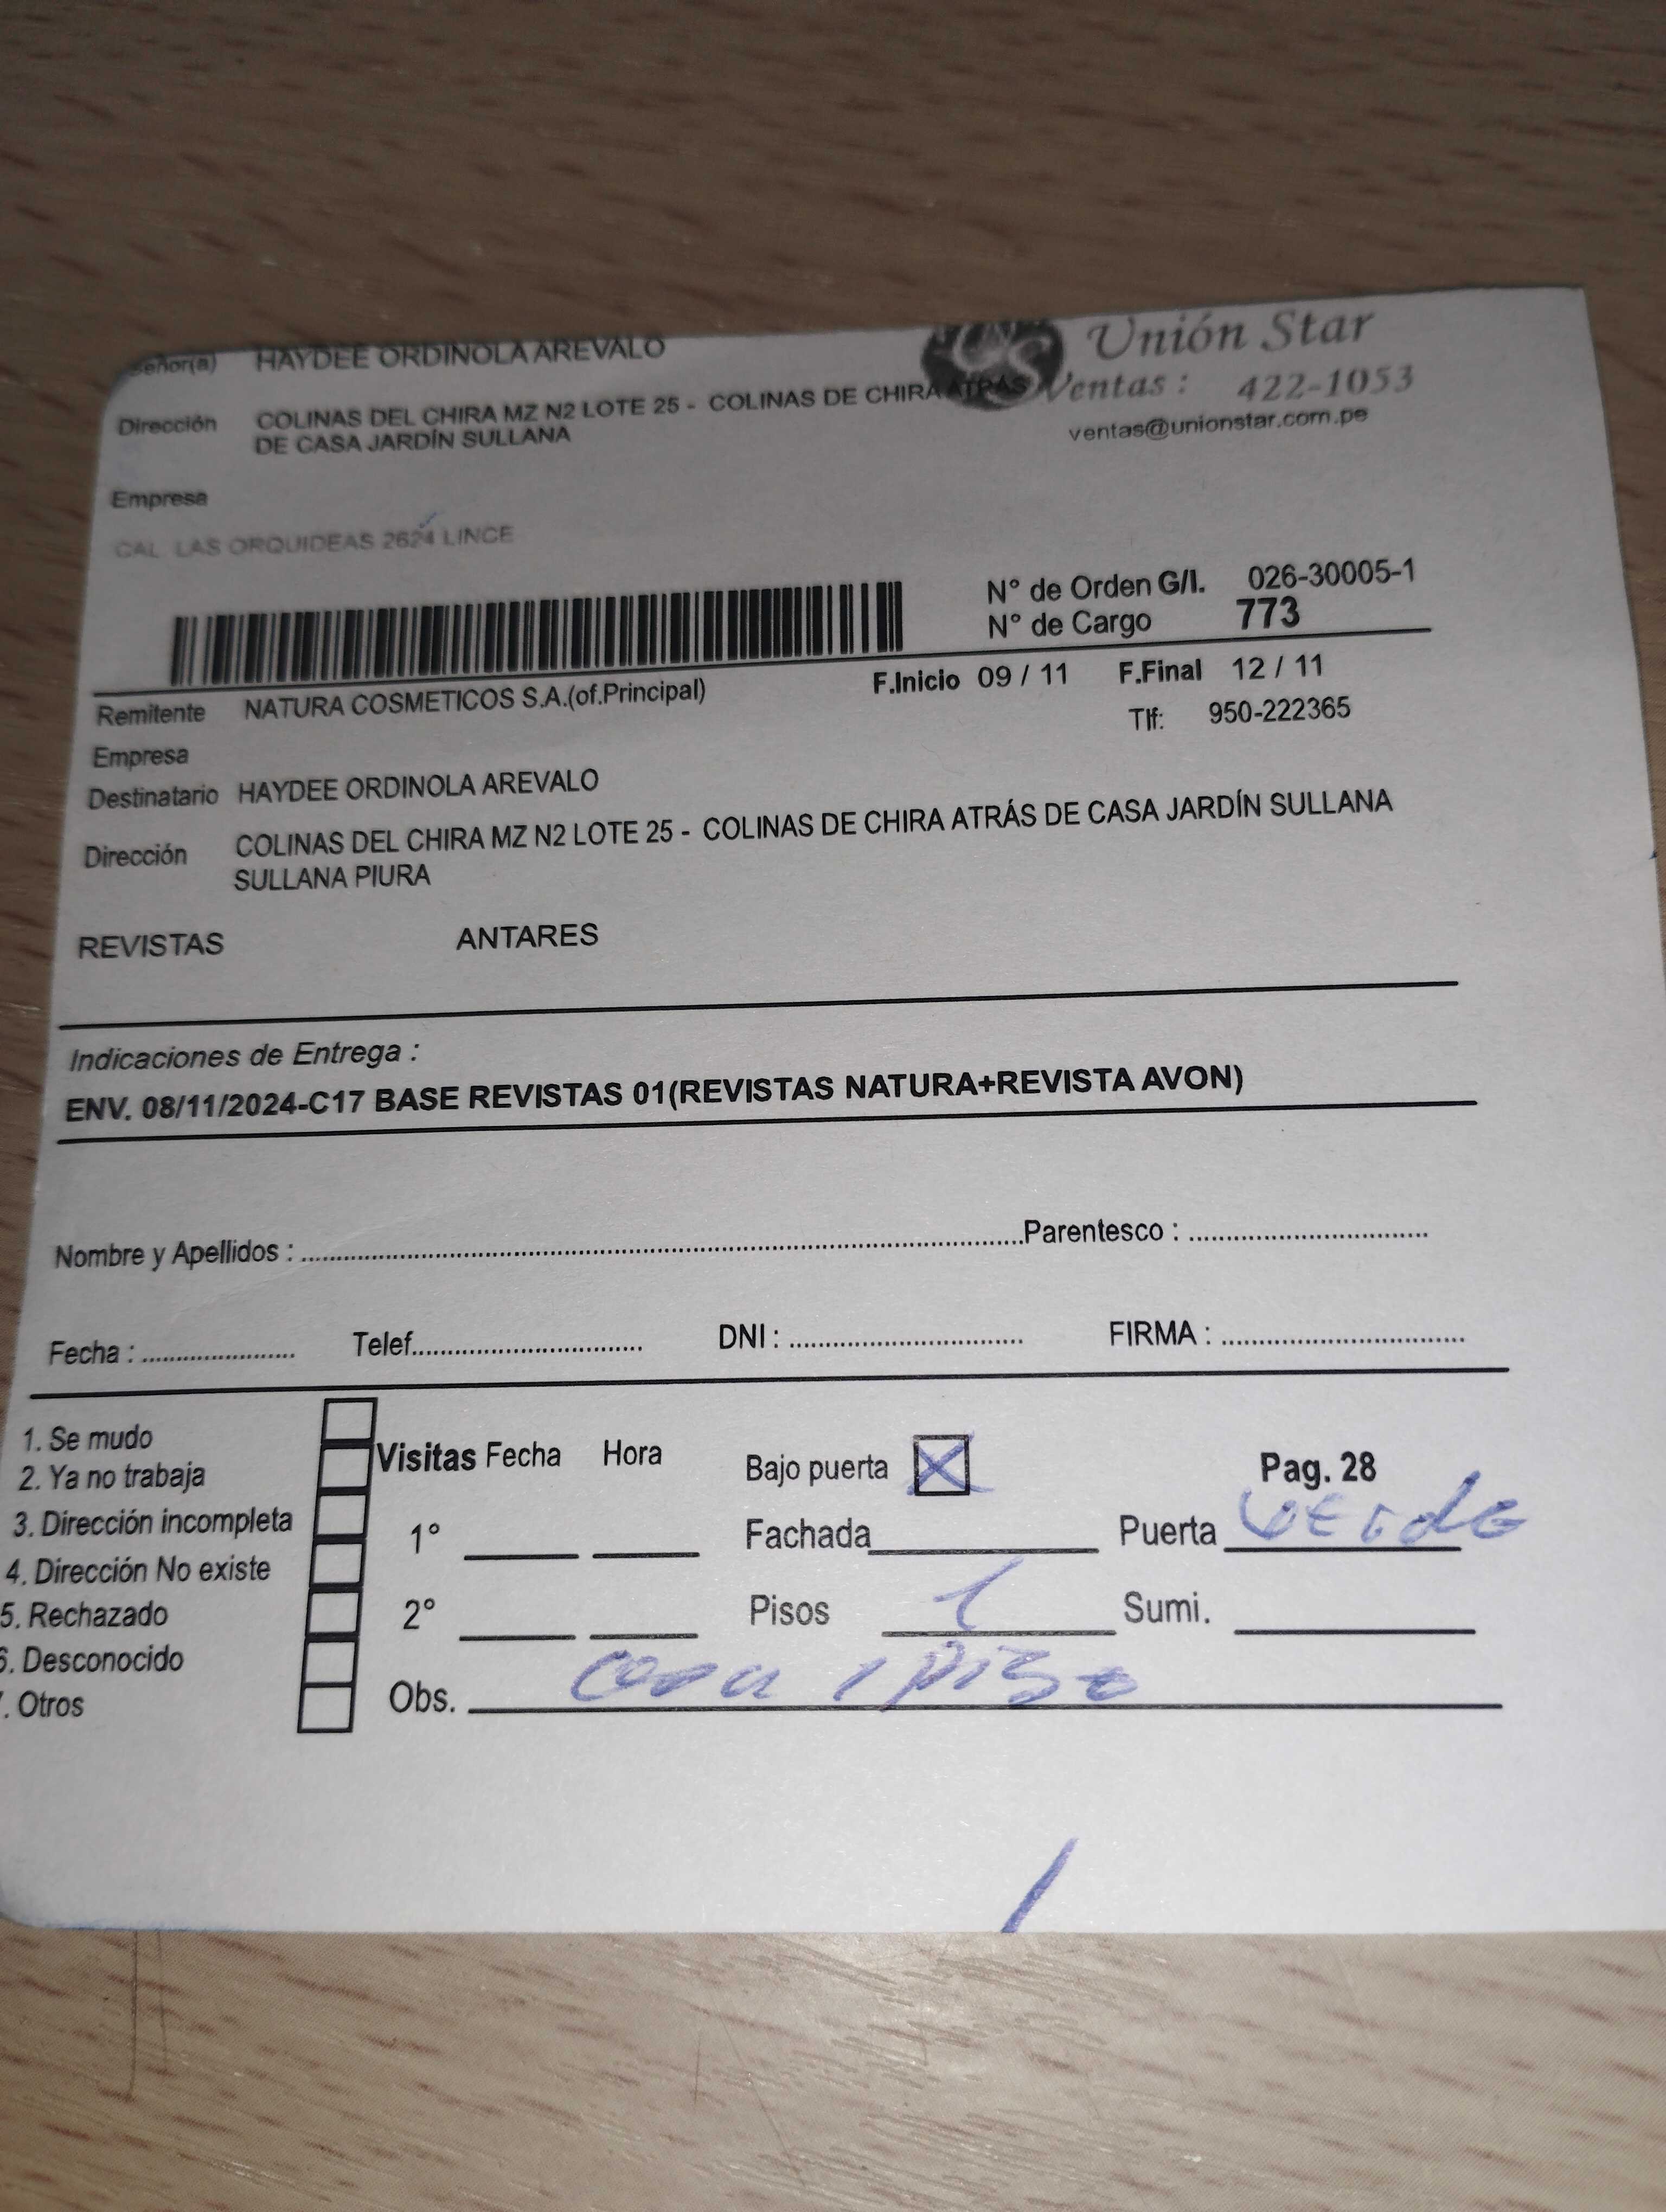 Señor(a) HAYDEE ORDINOLA AREVALO
Unión Star
Ventas : 422-1053
ventas@unionstar.com.pe
Dirección COLINAS DEL CHIRA MZ N2 LOTE 25 - COLINAS DE CHIRA ATRÁS
DE CASA JARDÍN SULLANA
Empresa
CAL LAS ORQUIDEAS 2624 LINCE
N° de Orden G/I. 026-30005-1
N° de Cargo 773
F.Inicio 09 / 11 F.Final 12 / 11
Remitente NATURA COSMETICOS S.A.(of.Principal)
Tlf: 950-222365
Empresa
Destinatario HAYDEE ORDINOLA AREVALO
Dirección COLINAS DEL CHIRA MZ N2 LOTE 25 - COLINAS DE CHIRA ATRÁS DE CASA JARDÍN SULLANA
SULLANA PIURA
REVISTAS ANTARES
Indicaciones de Entrega :
ENV. 08/11/2024-C17 BASE REVISTAS 01(REVISTAS NATURA+REVISTA AVON)
Nombre y Apellidos : Parentesco :
Fecha : Telef. DNI : FIRMA :
1. Se mudo
2. Ya no trabaja
3. Dirección incompleta
4. Dirección No existe
5. Rechazado
6. Desconocido
7. Otros
Visitas Fecha Hora
1°
2°
Bajo puerta X Pag. 28
Fachada Puerta verde
Pisos 1 Sumi.
Obs. casa 1 piso